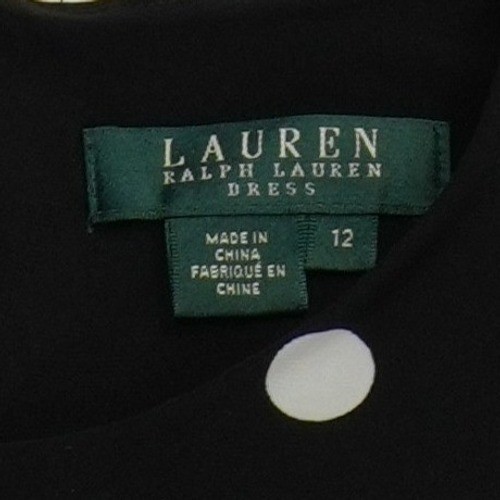 LAUREN
RALPH LAUREN
DRESS
MADE IN
CHINA
FABRIQUÉ EN
CHINE
12